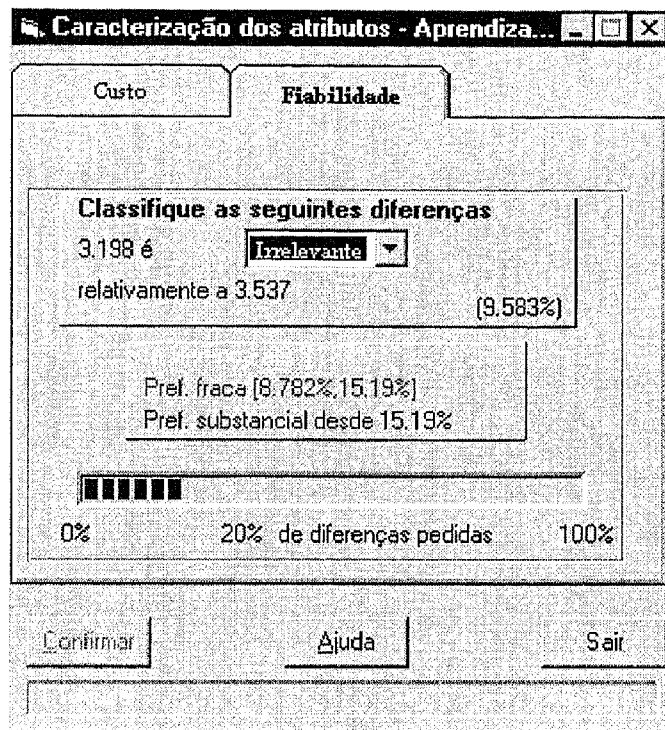 Caracterização dos atributos - Aprendiza...
Custo
Fiabilidade
Classifique as seguintes diferenças
3.198 é Irrelevante
relativamente a 3.537
(9.583%)
Pref. fraca [8.782%,15.19%]
Pref. substancial desde 15.19%
0% 20% de diferenças pedidas 100%
Confirmar Ajuda Sair